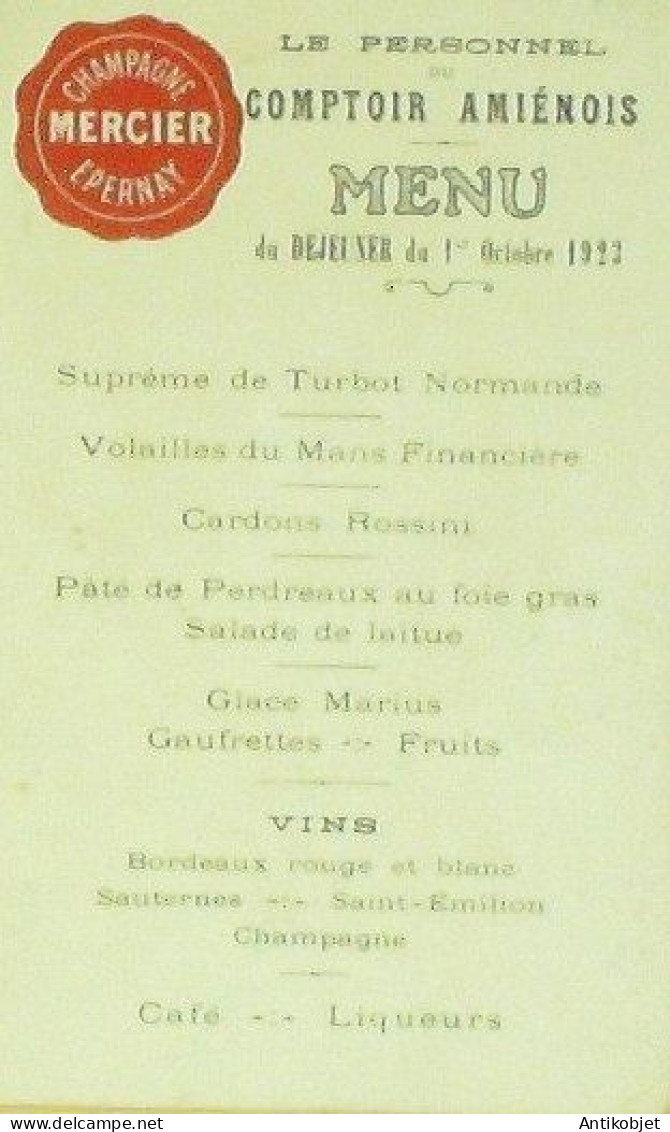 CHAMPAGNE
MERCIER
EPERNAY
LE PERSONNEL
DU
COMPTOIR AMIÉNOIS
MENU
du DEJEUNER du 1er Octobre 1923
Suprême de Turbot Normande
Volailles du Mans Financière
Cardons Rossini
Pâté de Perdreaux au foie gras
Salade de laitue
Glace Marius
Gaufrettes -:- Fruits
VINS
Bordeaux rouge et blanc
Sauternes -:- Saint-Emilion
Champagne
Café -:- Liqueurs
www.delcampe.net
Antikobjet